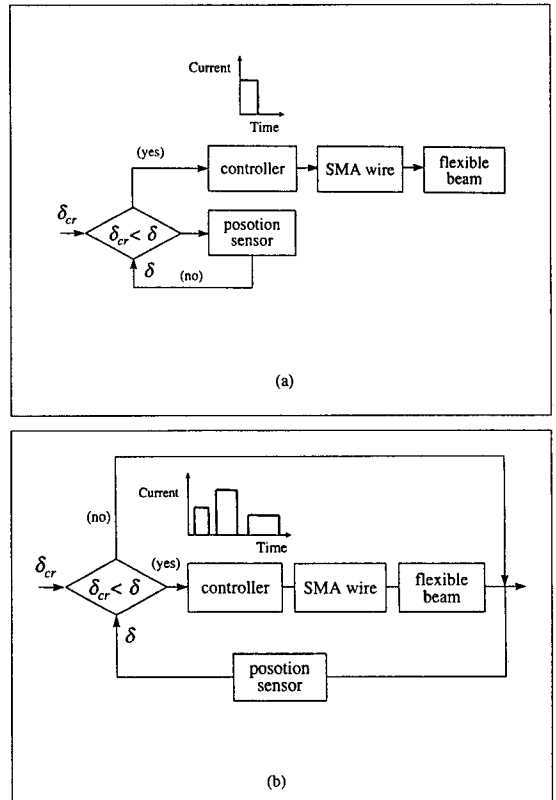 Current
Time
(yes)
controller
SMA wire
flexible
beam
δcr
δcr < δ
posotion
sensor
δ
(no)
(a)
(no)
Current
Time
δcr
(yes)
δcr < δ
controller
SMA wire
flexible
beam
δ
posotion
sensor
(b)